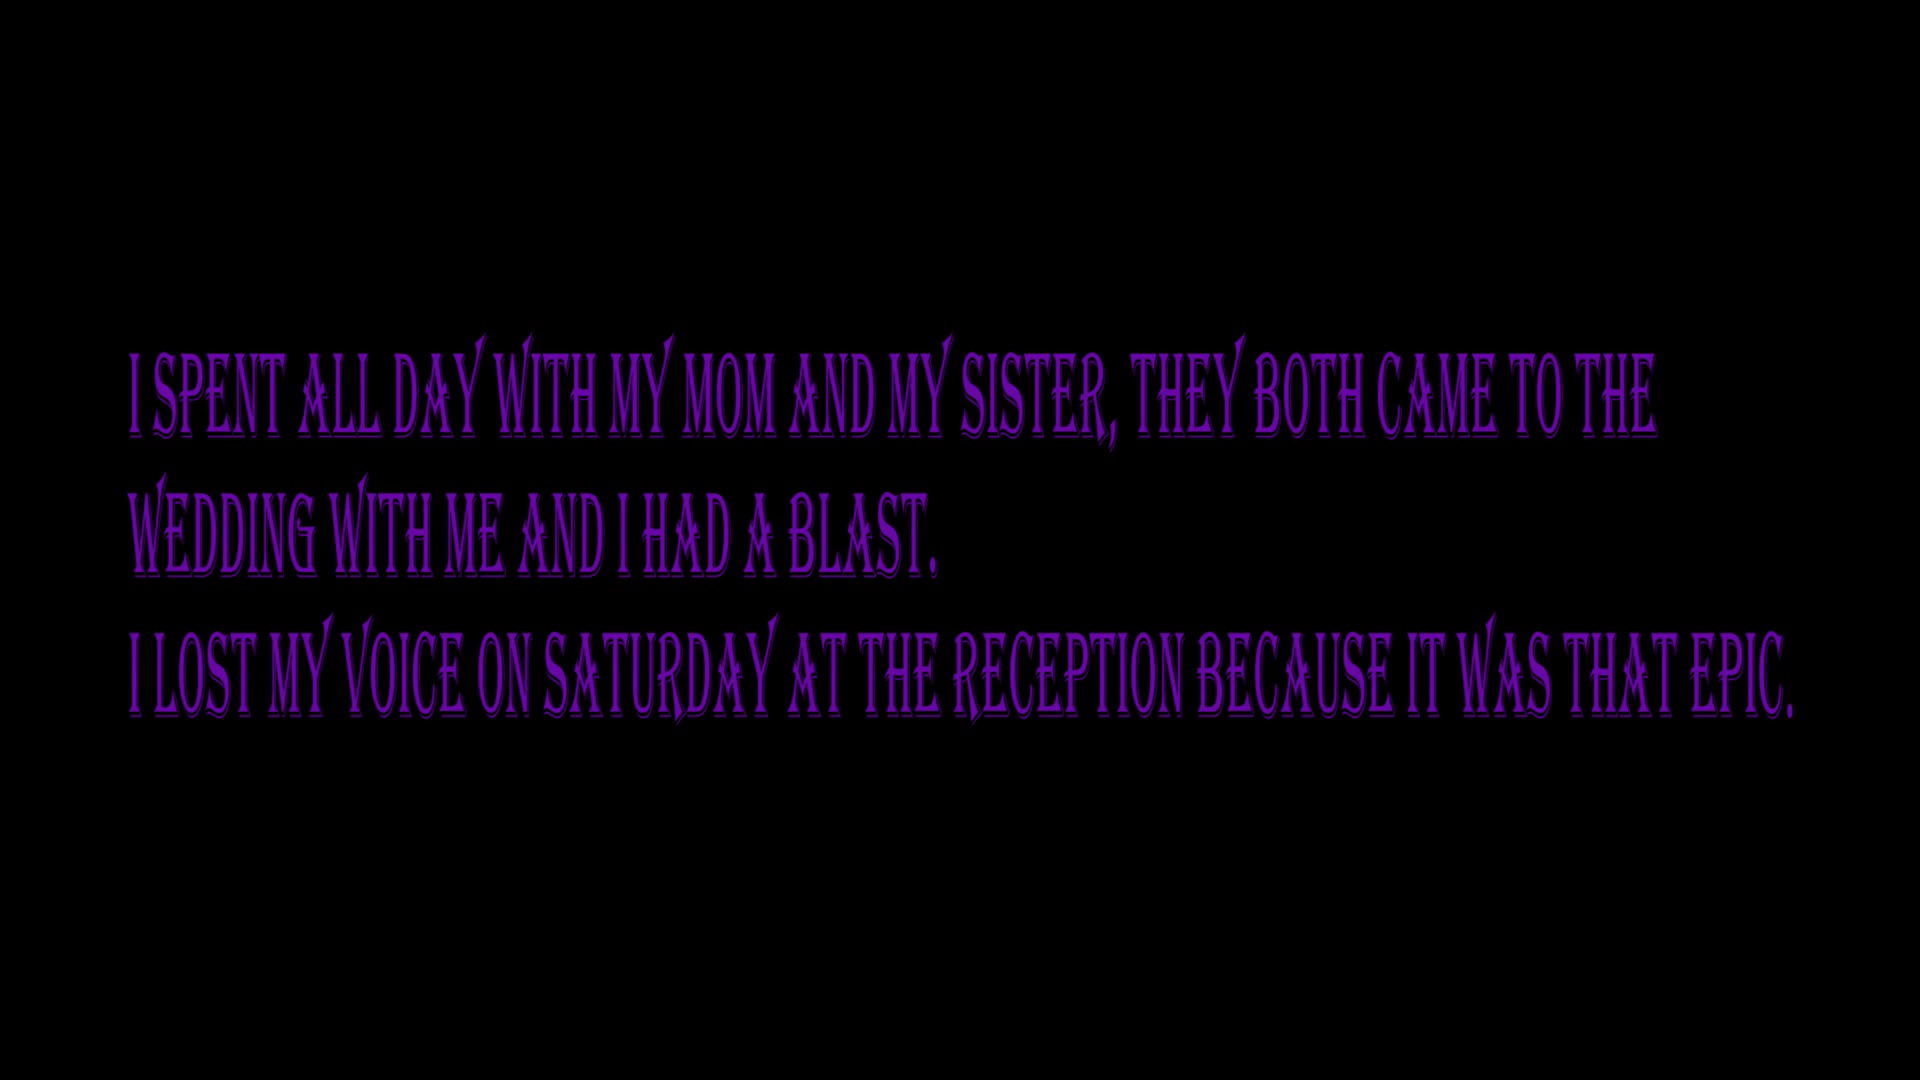 I SPENT ALL DAY WITH MY MOM AND MY SISTER, THEY BOTH CAME TO THE
WEDDING WITH ME AND I HAD A BLAST.
I LOST MY VOICE ON SATURDAY AT THE RECEPTION BECAUSE IT WAS THAT EPIC.